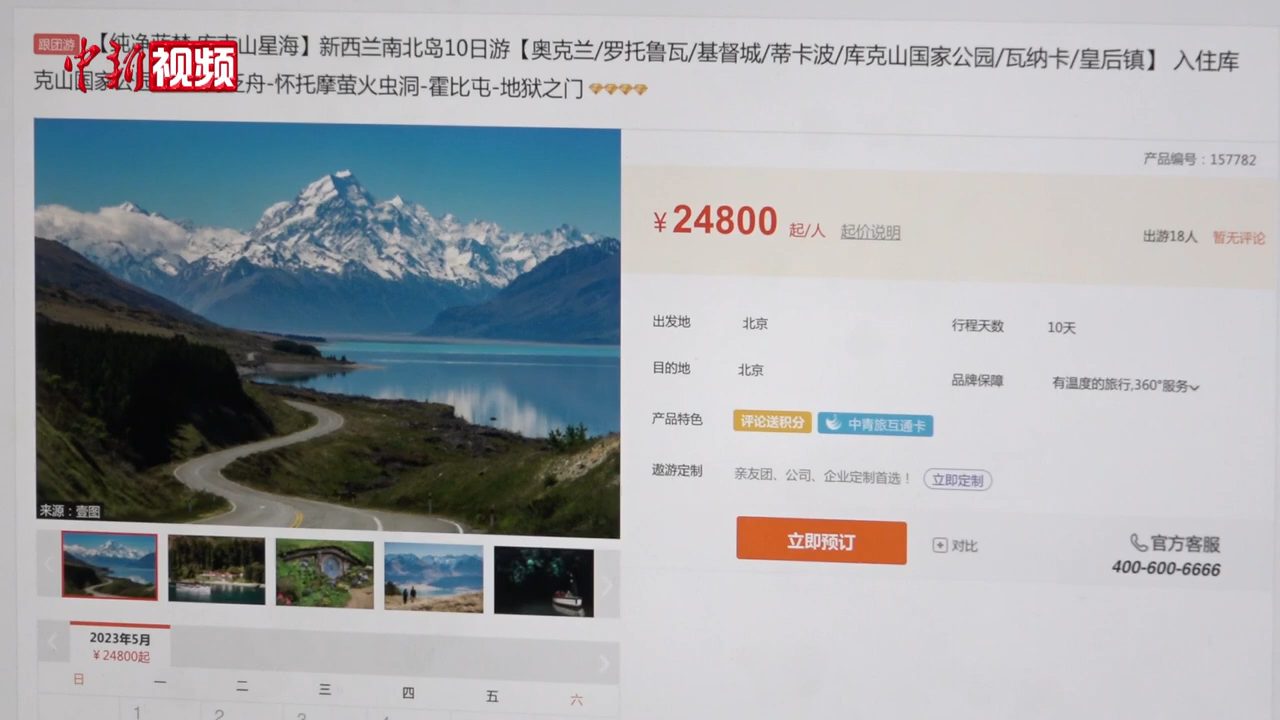 跟团游 【纯净蓝梦·库克山星海】新西兰南北岛10日游【奥克兰/罗托鲁瓦/基督城/蒂卡波/库克山国家公园/瓦纳卡/皇后镇】 入住库
克山国家公 泛舟-怀托摩萤火虫洞-霍比屯-地狱之门
中新视频
产品编号：157782
¥24800 起/人 起价说明
出游18人 暂无评论
出发地 北京
行程天数 10天
目的地 北京
品牌保障 有温度的旅行,360°服务
产品特色 评论送积分 中青旅互通卡
遨游定制 亲友团、公司、企业定制首选！ 立即定制
立即预订
对比
官方客服
400-600-6666
来源：壹图
2023年5月
¥24800起
日 一 二 三 四 五 六
1 2 3 4